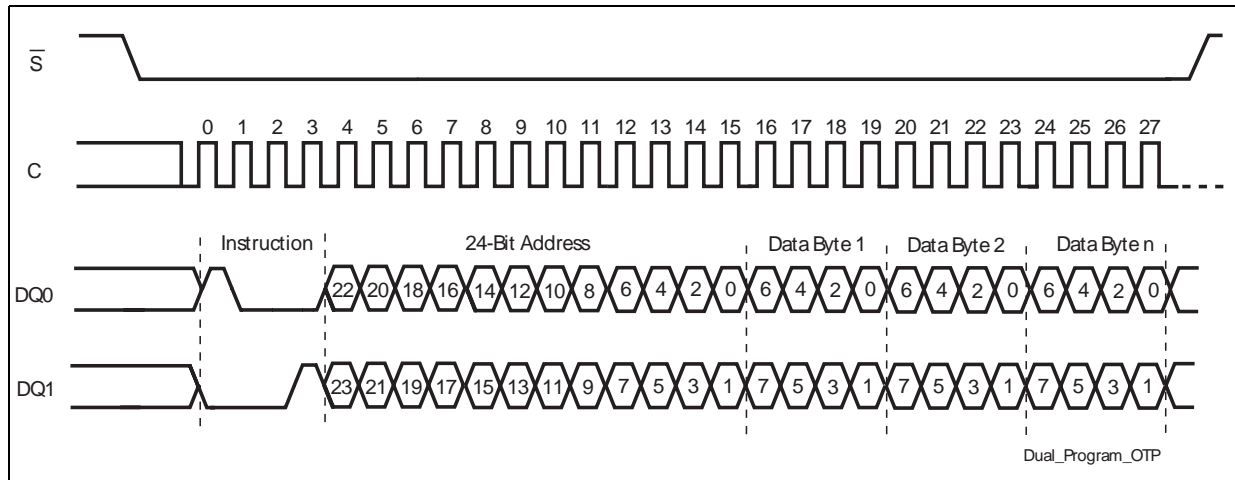 S
0 1 2 3 4 5 6 7 8 9 10 11 12 13 14 15 16 17 18 19 20 21 22 23 24 25 26 27
C
Instruction 24-Bit Address Data Byte 1 Data Byte 2 Data Byte n
DQ0 22 20 18 16 14 12 10 8 6 4 2 0 6 4 2 0 6 4 2 0 6 4 2 0
DQ1 23 21 19 17 15 13 11 9 7 5 3 1 7 5 3 1 7 5 3 1 7 5 3 1
Dual_Program_OTP